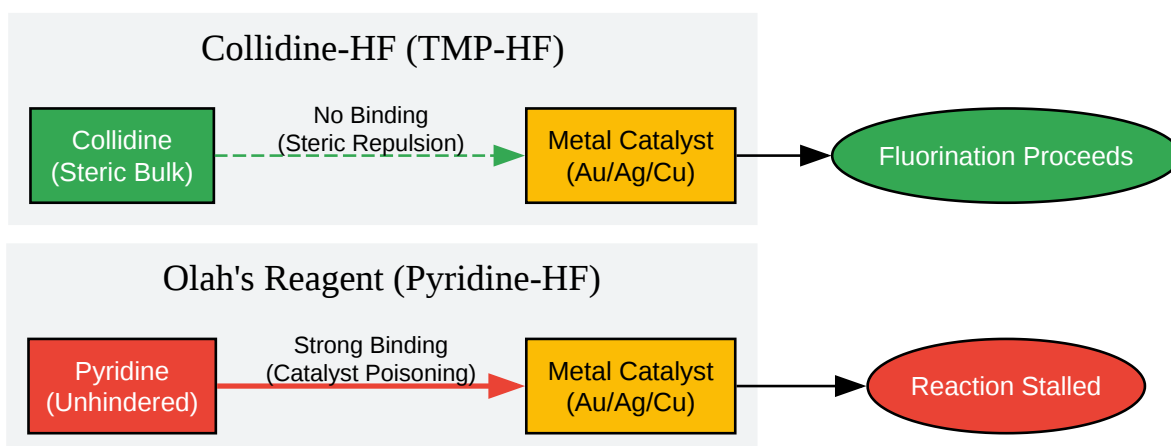 Collidine-HF (TMP-HF)
Collidine
(Steric Bulk)
No Binding
(Steric Repulsion)
Metal Catalyst
(Au/Ag/Cu)
Fluorination Proceeds
Olah's Reagent (Pyridine-HF)
Pyridine
(Unhindered)
Strong Binding
(Catalyst Poisoning)
Metal Catalyst
(Au/Ag/Cu)
Reaction Stalled